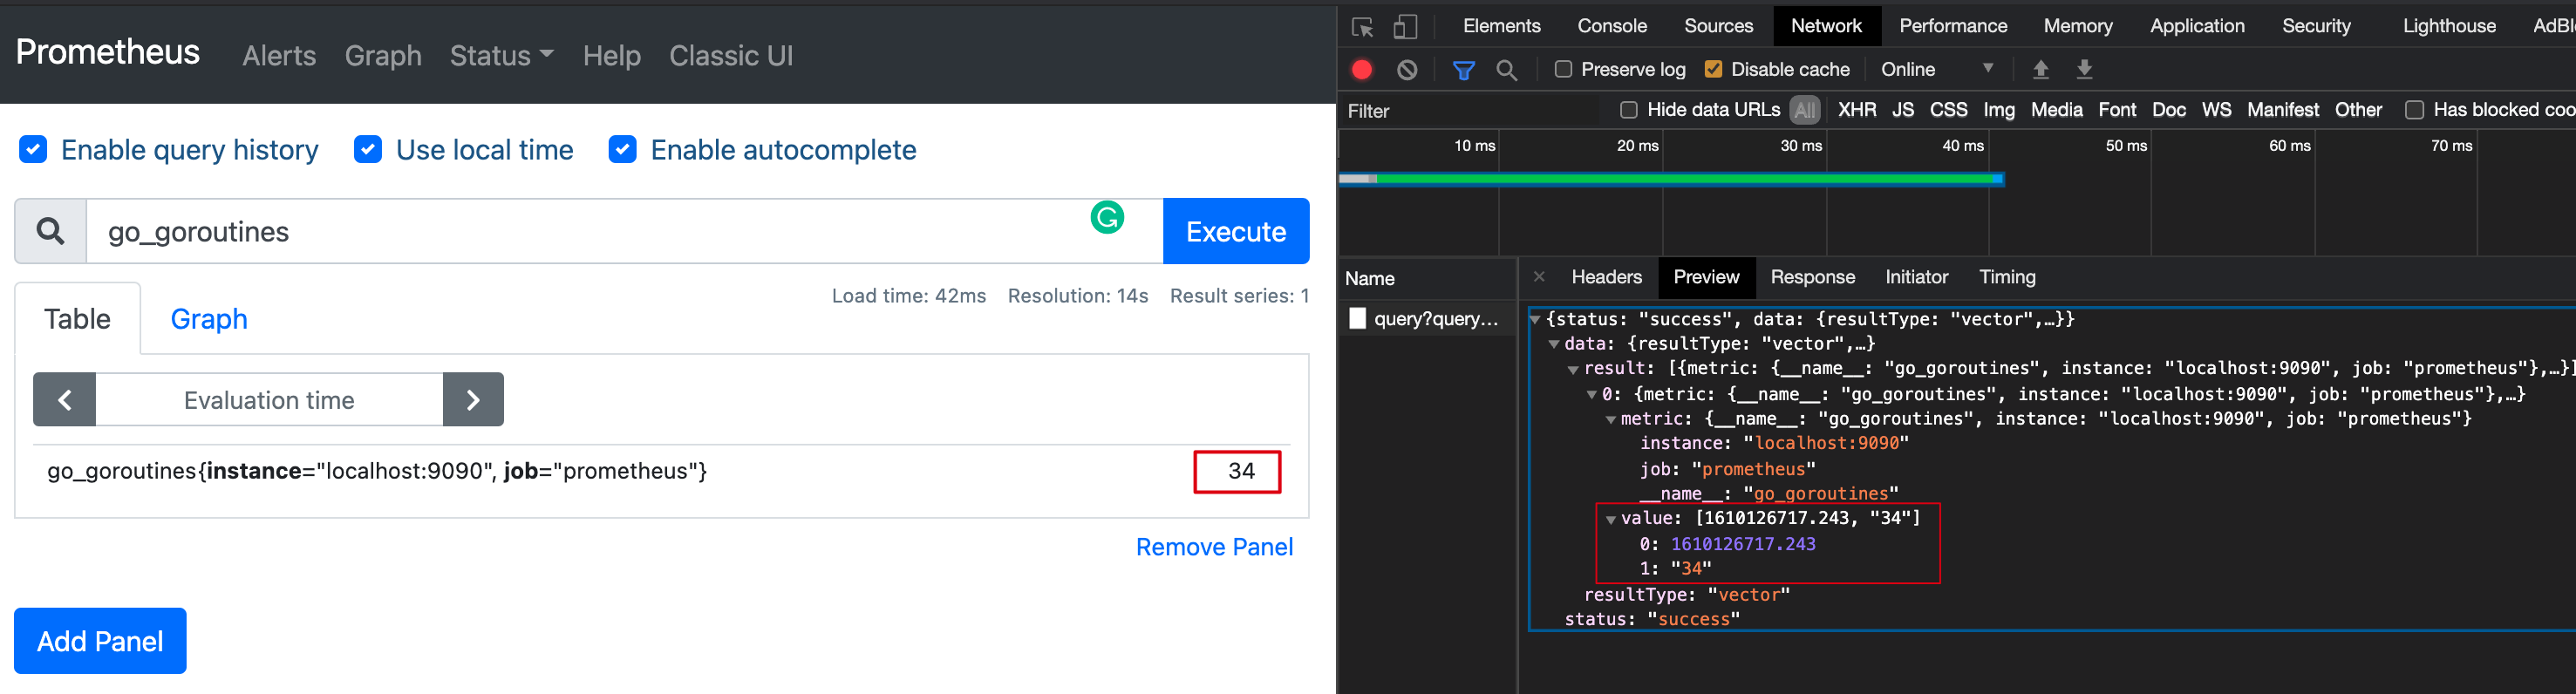 Prometheus Alerts Graph Status Help Classic UI
Enable query history Use local time Enable autocomplete
go_goroutines Execute
Load time: 42ms Resolution: 14s Result series: 1
Table Graph
Evaluation time
go_goroutines{instance="localhost:9090", job="prometheus"} 34
Remove Panel
Add Panel
Elements Console Sources Network Performance Memory Application Security Lighthouse
Preserve log Disable cache Online
Filter Hide data URLs All XHR JS CSS Img Media Font Doc WS Manifest Other Has blocked coo
10 ms 20 ms 30 ms 40 ms 50 ms 60 ms 70 ms
Name × Headers Preview Response Initiator Timing
query?query...
{status: "success", data: {resultType: "vector",…}}
data: {resultType: "vector",…}
result: [{metric: {__name__: "go_goroutines", instance: "localhost:9090", job: "prometheus"},…}]
0: {metric: {__name__: "go_goroutines", instance: "localhost:9090", job: "prometheus"},…}
metric: {__name__: "go_goroutines", instance: "localhost:9090", job: "prometheus"}
instance: "localhost:9090"
job: "prometheus"
__name__: "go_goroutines"
value: [1610126717.243, "34"]
0: 1610126717.243
1: "34"
resultType: "vector"
status: "success"